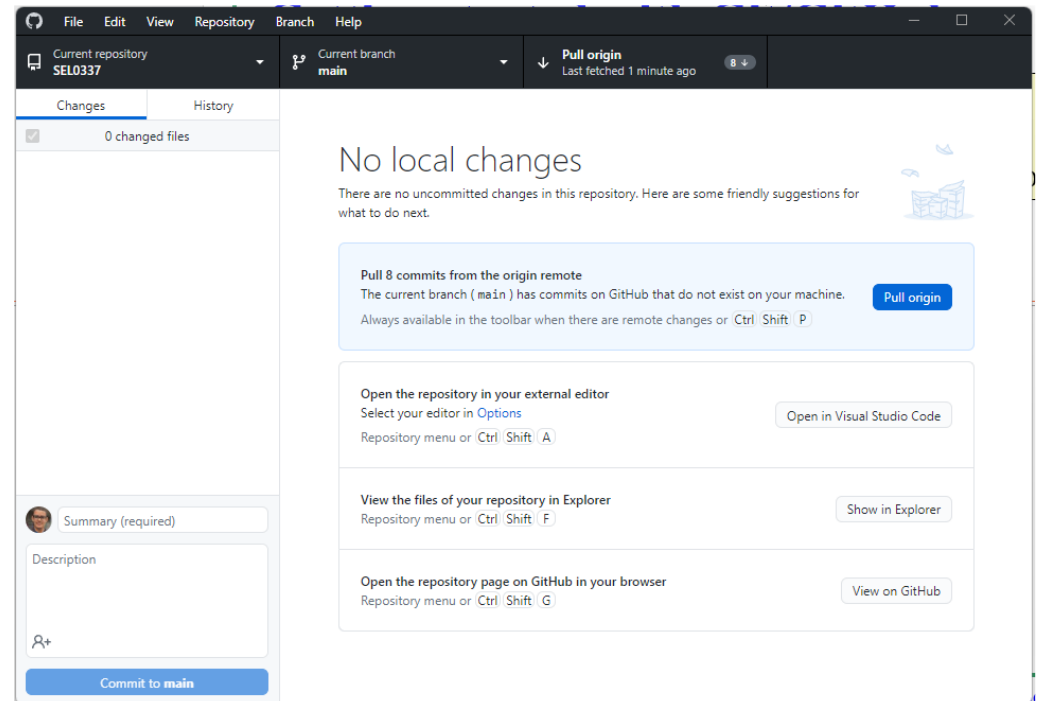 File Edit View Repository Branch Help
Current repository
SEL0337
Current branch
main
Pull origin
Last fetched 1 minute ago
8
Changes History
0 changed files
No local changes
There are no uncommitted changes in this repository. Here are some friendly suggestions for
what to do next.
Pull 8 commits from the origin remote
The current branch ( main ) has commits on GitHub that do not exist on your machine.
Always available in the toolbar when there are remote changes or Ctrl Shift P
Pull origin
Open the repository in your external editor
Select your editor in Options
Repository menu or Ctrl Shift A
Open in Visual Studio Code
View the files of your repository in Explorer
Repository menu or Ctrl Shift F
Show in Explorer
Open the repository page on GitHub in your browser
Repository menu or Ctrl Shift G
View on GitHub
Summary (required)
Description
Commit to main